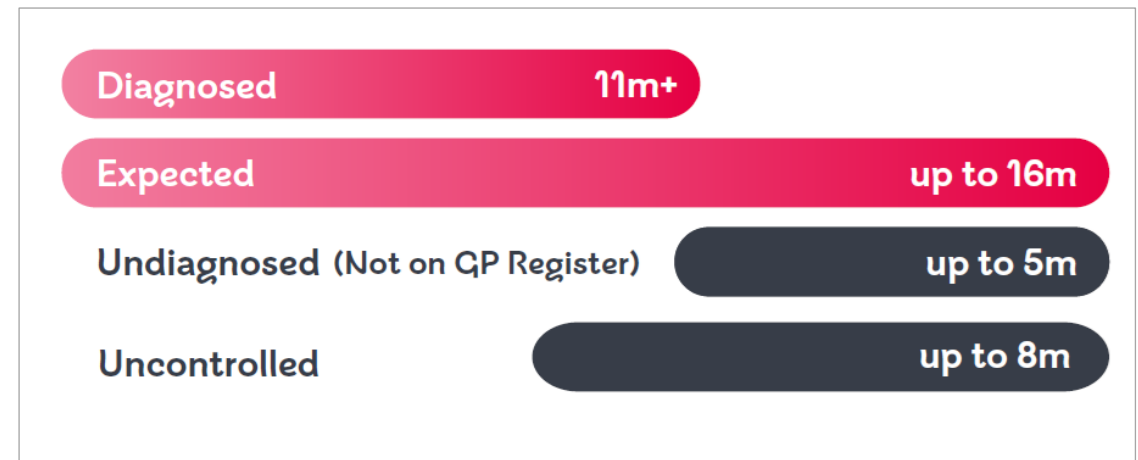 Diagnosed 11m+
Expected up to 16m
Undiagnosed (Not on GP Register) up to 5m
Uncontrolled up to 8m